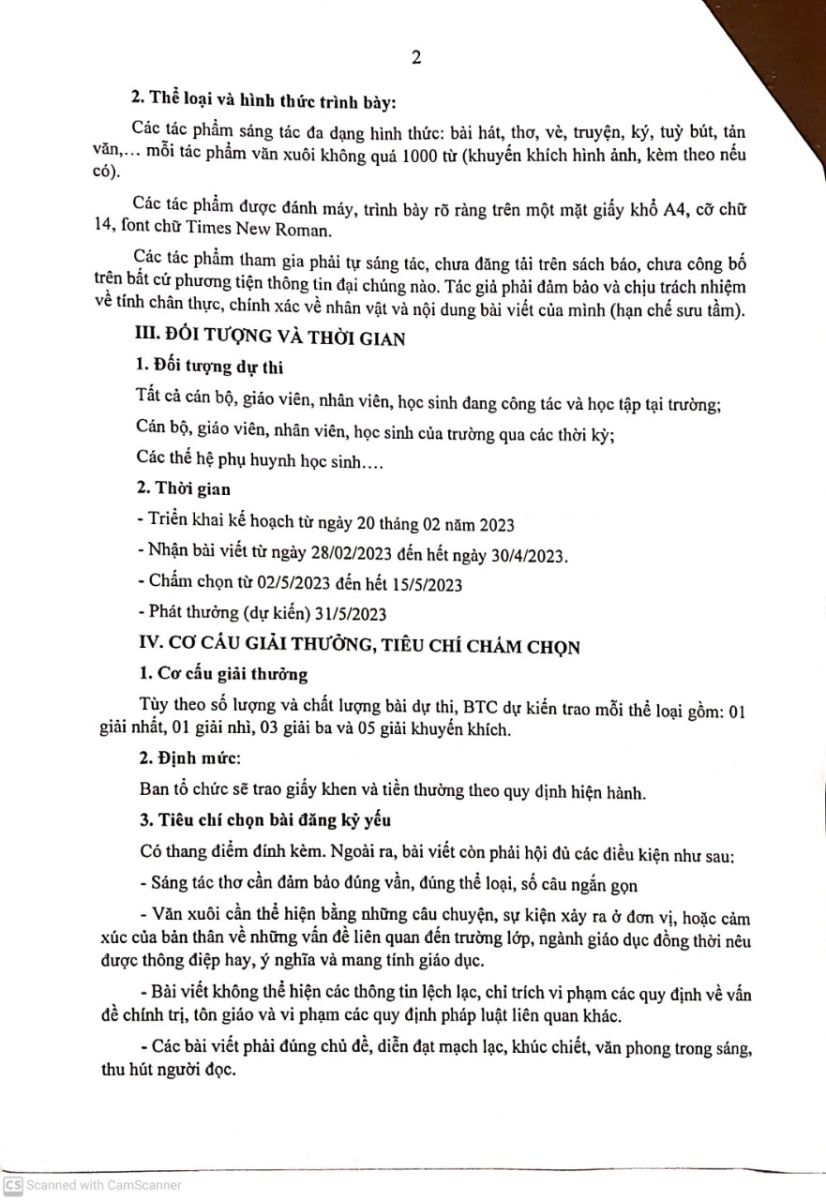 2
2. Thể loại và hình thức trình bày:
Các tác phẩm sáng tác đa dạng hình thức: bài hát, thơ, vè, truyện, ký, tuỳ bút, tản
văn,... mỗi tác phẩm văn xuôi không quá 1000 từ (khuyến khích hình ảnh, kèm theo nếu
có).
Các tác phẩm được đánh máy, trình bày rõ ràng trên một mặt giấy khổ A4, cỡ chữ
14, font chữ Times New Roman.
Các tác phẩm tham gia phải tự sáng tác, chưa đăng tải trên sách báo, chưa công bố
trên bất cứ phương tiện thông tin đại chúng nào. Tác giả phải đảm bảo và chịu trách nhiệm
về tính chân thực, chính xác về nhân vật và nội dung bài viết của mình (hạn chế sưu tầm).
III. ĐỐI TƯỢNG VÀ THỜI GIAN
1. Đối tượng dự thi
Tất cả cán bộ, giáo viên, nhân viên, học sinh đang công tác và học tập tại trường;
Cán bộ, giáo viên, nhân viên, học sinh của trường qua các thời kỳ;
Các thế hệ phụ huynh học sinh....
2. Thời gian
- Triển khai kế hoạch từ ngày 20 tháng 02 năm 2023
- Nhận bài viết từ ngày 28/02/2023 đến hết ngày 30/4/2023.
- Chấm chọn từ 02/5/2023 đến hết 15/5/2023
- Phát thưởng (dự kiến) 31/5/2023
IV. CƠ CẤU GIẢI THƯỞNG, TIÊU CHÍ CHẤM CHỌN
1. Cơ cấu giải thưởng
Tùy theo số lượng và chất lượng bài dự thi, BTC dự kiến trao mỗi thể loại gồm: 01
giải nhất, 01 giải nhì, 03 giải ba và 05 giải khuyến khích.
2. Định mức:
Ban tổ chức sẽ trao giấy khen và tiền thưởng theo quy định hiện hành.
3. Tiêu chí chọn bài đăng kỷ yếu
Có thang điểm đính kèm. Ngoài ra, bài viết còn phải hội đủ các điều kiện như sau:
- Sáng tác thơ cần đảm bảo đúng vần, đúng thể loại, số câu ngắn gọn
- Văn xuôi cần thể hiện bằng những câu chuyện, sự kiện xảy ra ở đơn vị, hoặc cảm
xúc của bản thân về những vấn đề liên quan đến trường lớp, ngành giáo dục đồng thời nêu
được thông điệp hay, ý nghĩa và mang tính giáo dục.
- Bài viết không thể hiện các thông tin lệch lạc, chỉ trích vi phạm các quy định về vấn
đề chính trị, tôn giáo và vi phạm các quy định pháp luật liên quan khác.
- Các bài viết phải đúng chủ đề, diễn đạt mạch lạc, khúc chiết, văn phong trong sáng,
thu hút người đọc.
CS Scanned with CamScanner